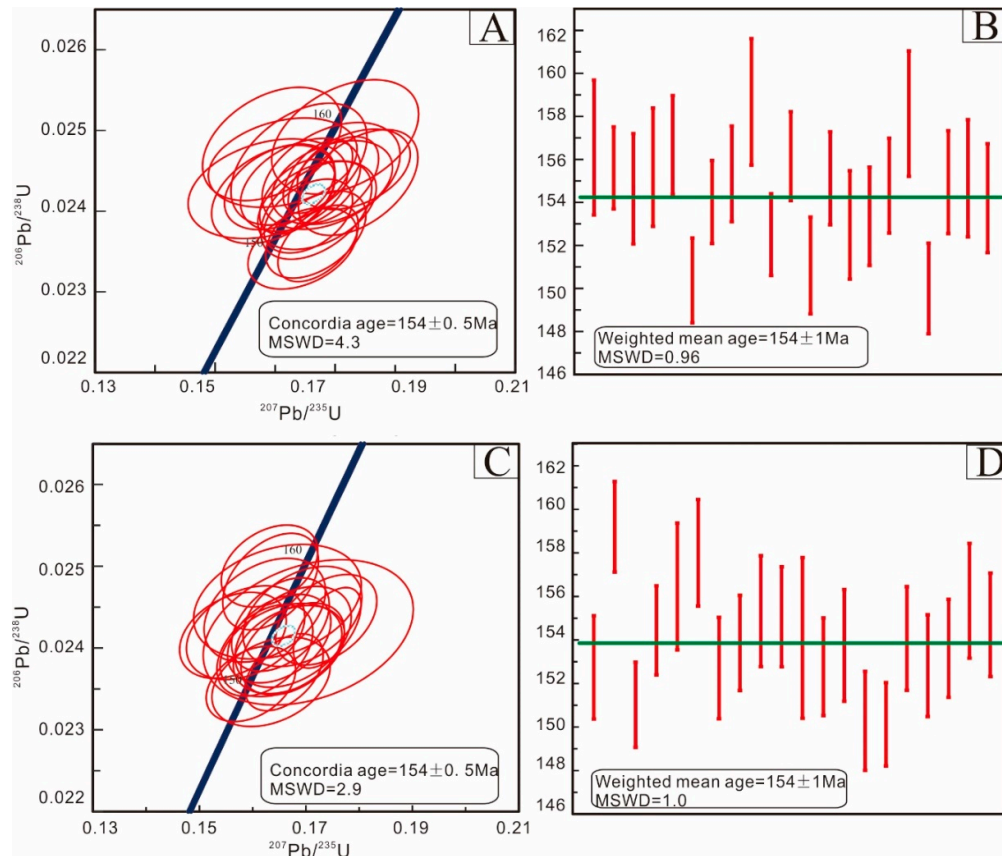 A
0.026
0.025
0.024
0.023
0.022
²⁰⁶Pb/²³⁸U
160
150
Concordia age=154±0.5Ma
MSWD=4.3
0.13
0.15
0.17
0.19
0.21
²⁰⁷Pb/²³⁵U
B
162
160
158
156
154
152
150
148
146
Weighted mean age=154±1Ma
MSWD=0.96
C
0.026
0.025
0.024
0.023
0.022
²⁰⁶Pb/²³⁸U
160
150
Concordia age=154±0.5Ma
MSWD=2.9
0.13
0.15
0.17
0.19
0.21
²⁰⁷Pb/²³⁵U
D
162
160
158
156
154
152
150
148
146
Weighted mean age=154±1Ma
MSWD=1.0